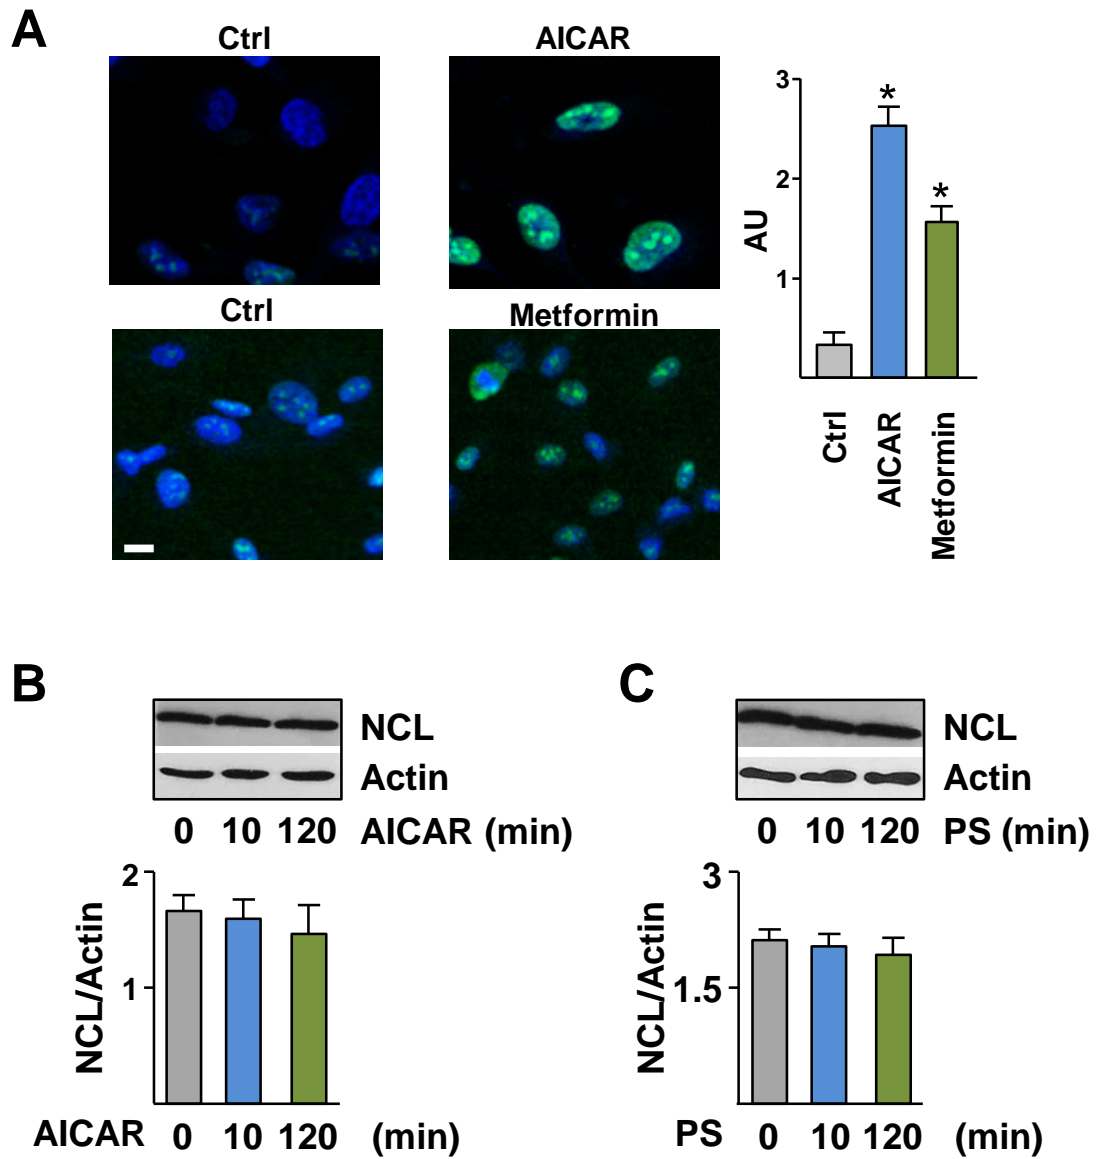 A
Ctrl
AICAR
Ctrl
Metformin
3
2
1
AU
*
*
Ctrl
AICAR
Metformin
B
NCL
Actin
0 10 120 AICAR (min)
2
1
NCL/Actin
AICAR 0 10 120 (min)
C
NCL
Actin
0 10 120 PS (min)
3
1.5
NCL/Actin
PS 0 10 120 (min)